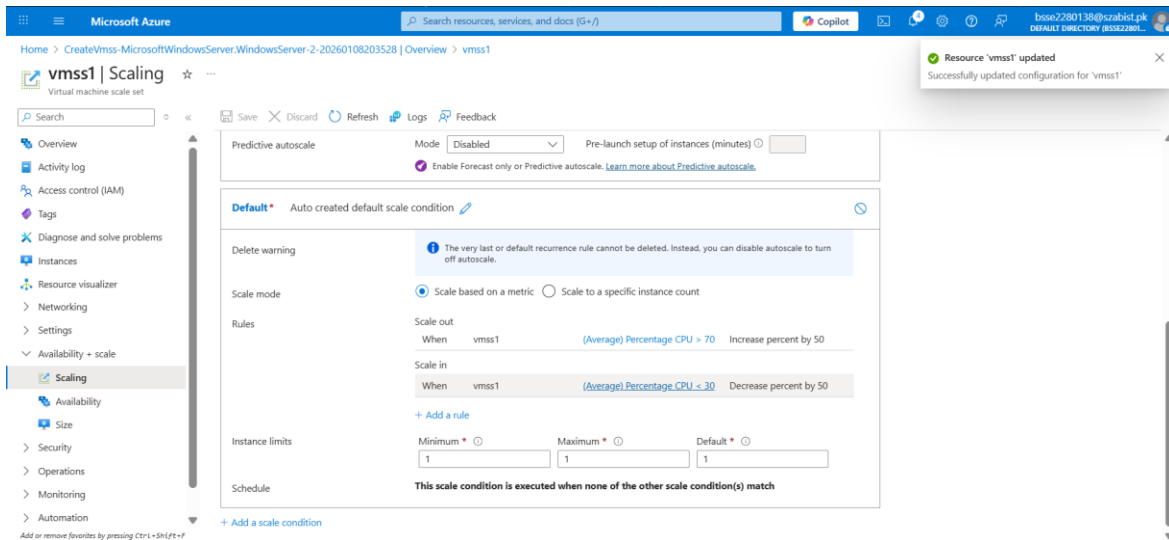 Microsoft Azure
Search resources, services, and docs (G+/)
Copilot
4
bsse2280138@szabist.pk
DEFAULT DIRECTORY (BSSE22801...
Home > CreateVmss-MicrosoftWindowsServer.WindowsServer-2-20260108203528 | Overview > vmss1
Resource 'vmss1' updated
Successfully updated configuration for 'vmss1'
vmss1 | Scaling
Virtual machine scale set
Search
Save Discard Refresh Logs Feedback
Overview
Activity log
Access control (IAM)
Tags
Diagnose and solve problems
Instances
Resource visualizer
Networking
Settings
Availability + scale
Scaling
Availability
Size
Security
Operations
Monitoring
Automation
Add or remove favorites by pressing Ctrl+Shift+F
Predictive autoscale
Mode Disabled Pre-launch setup of instances (minutes)
Enable Forecast only or Predictive autoscale. Learn more about Predictive autoscale.
Default* Auto created default scale condition
Delete warning
The very last or default recurrence rule cannot be deleted. Instead, you can disable autoscale to turn
off autoscale.
Scale mode
Scale based on a metric Scale to a specific instance count
Rules
Scale out
When vmss1 (Average) Percentage CPU > 70 Increase percent by 50
Scale in
When vmss1 (Average) Percentage CPU < 30 Decrease percent by 50
+ Add a rule
Instance limits
Minimum * Maximum * Default *
1 1 1
Schedule
This scale condition is executed when none of the other scale condition(s) match
+ Add a scale condition